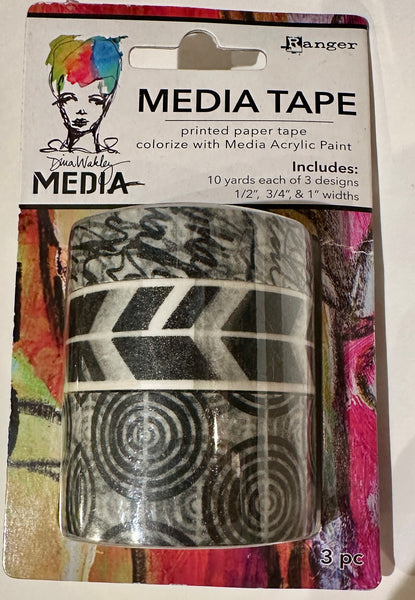 Ranger
MEDIA TAPE
printed paper tape
colorize with Media Acrylic Paint
Dina Wakley
MEDIA
Includes:
10 yards each of 3 designs
1/2", 3/4", & 1" widths
3 pc